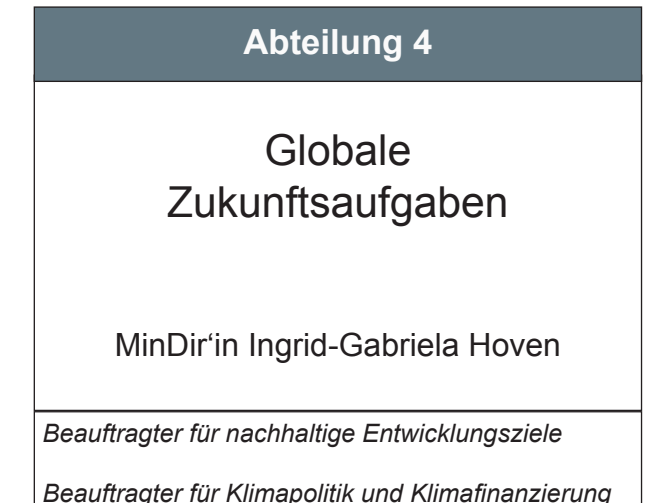 Abteilung 4
Globale
Zukunftsaufgaben
MinDir‘in Ingrid-Gabriela Hoven
Beauftragter für nachhaltige Entwicklungsziele
Beauftragter für Klimapolitik und Klimafinanzierung